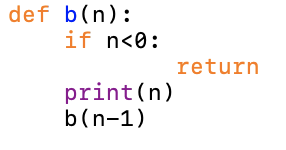 def b(n):
    if n<0:
            return
    print(n)
    b(n-1)